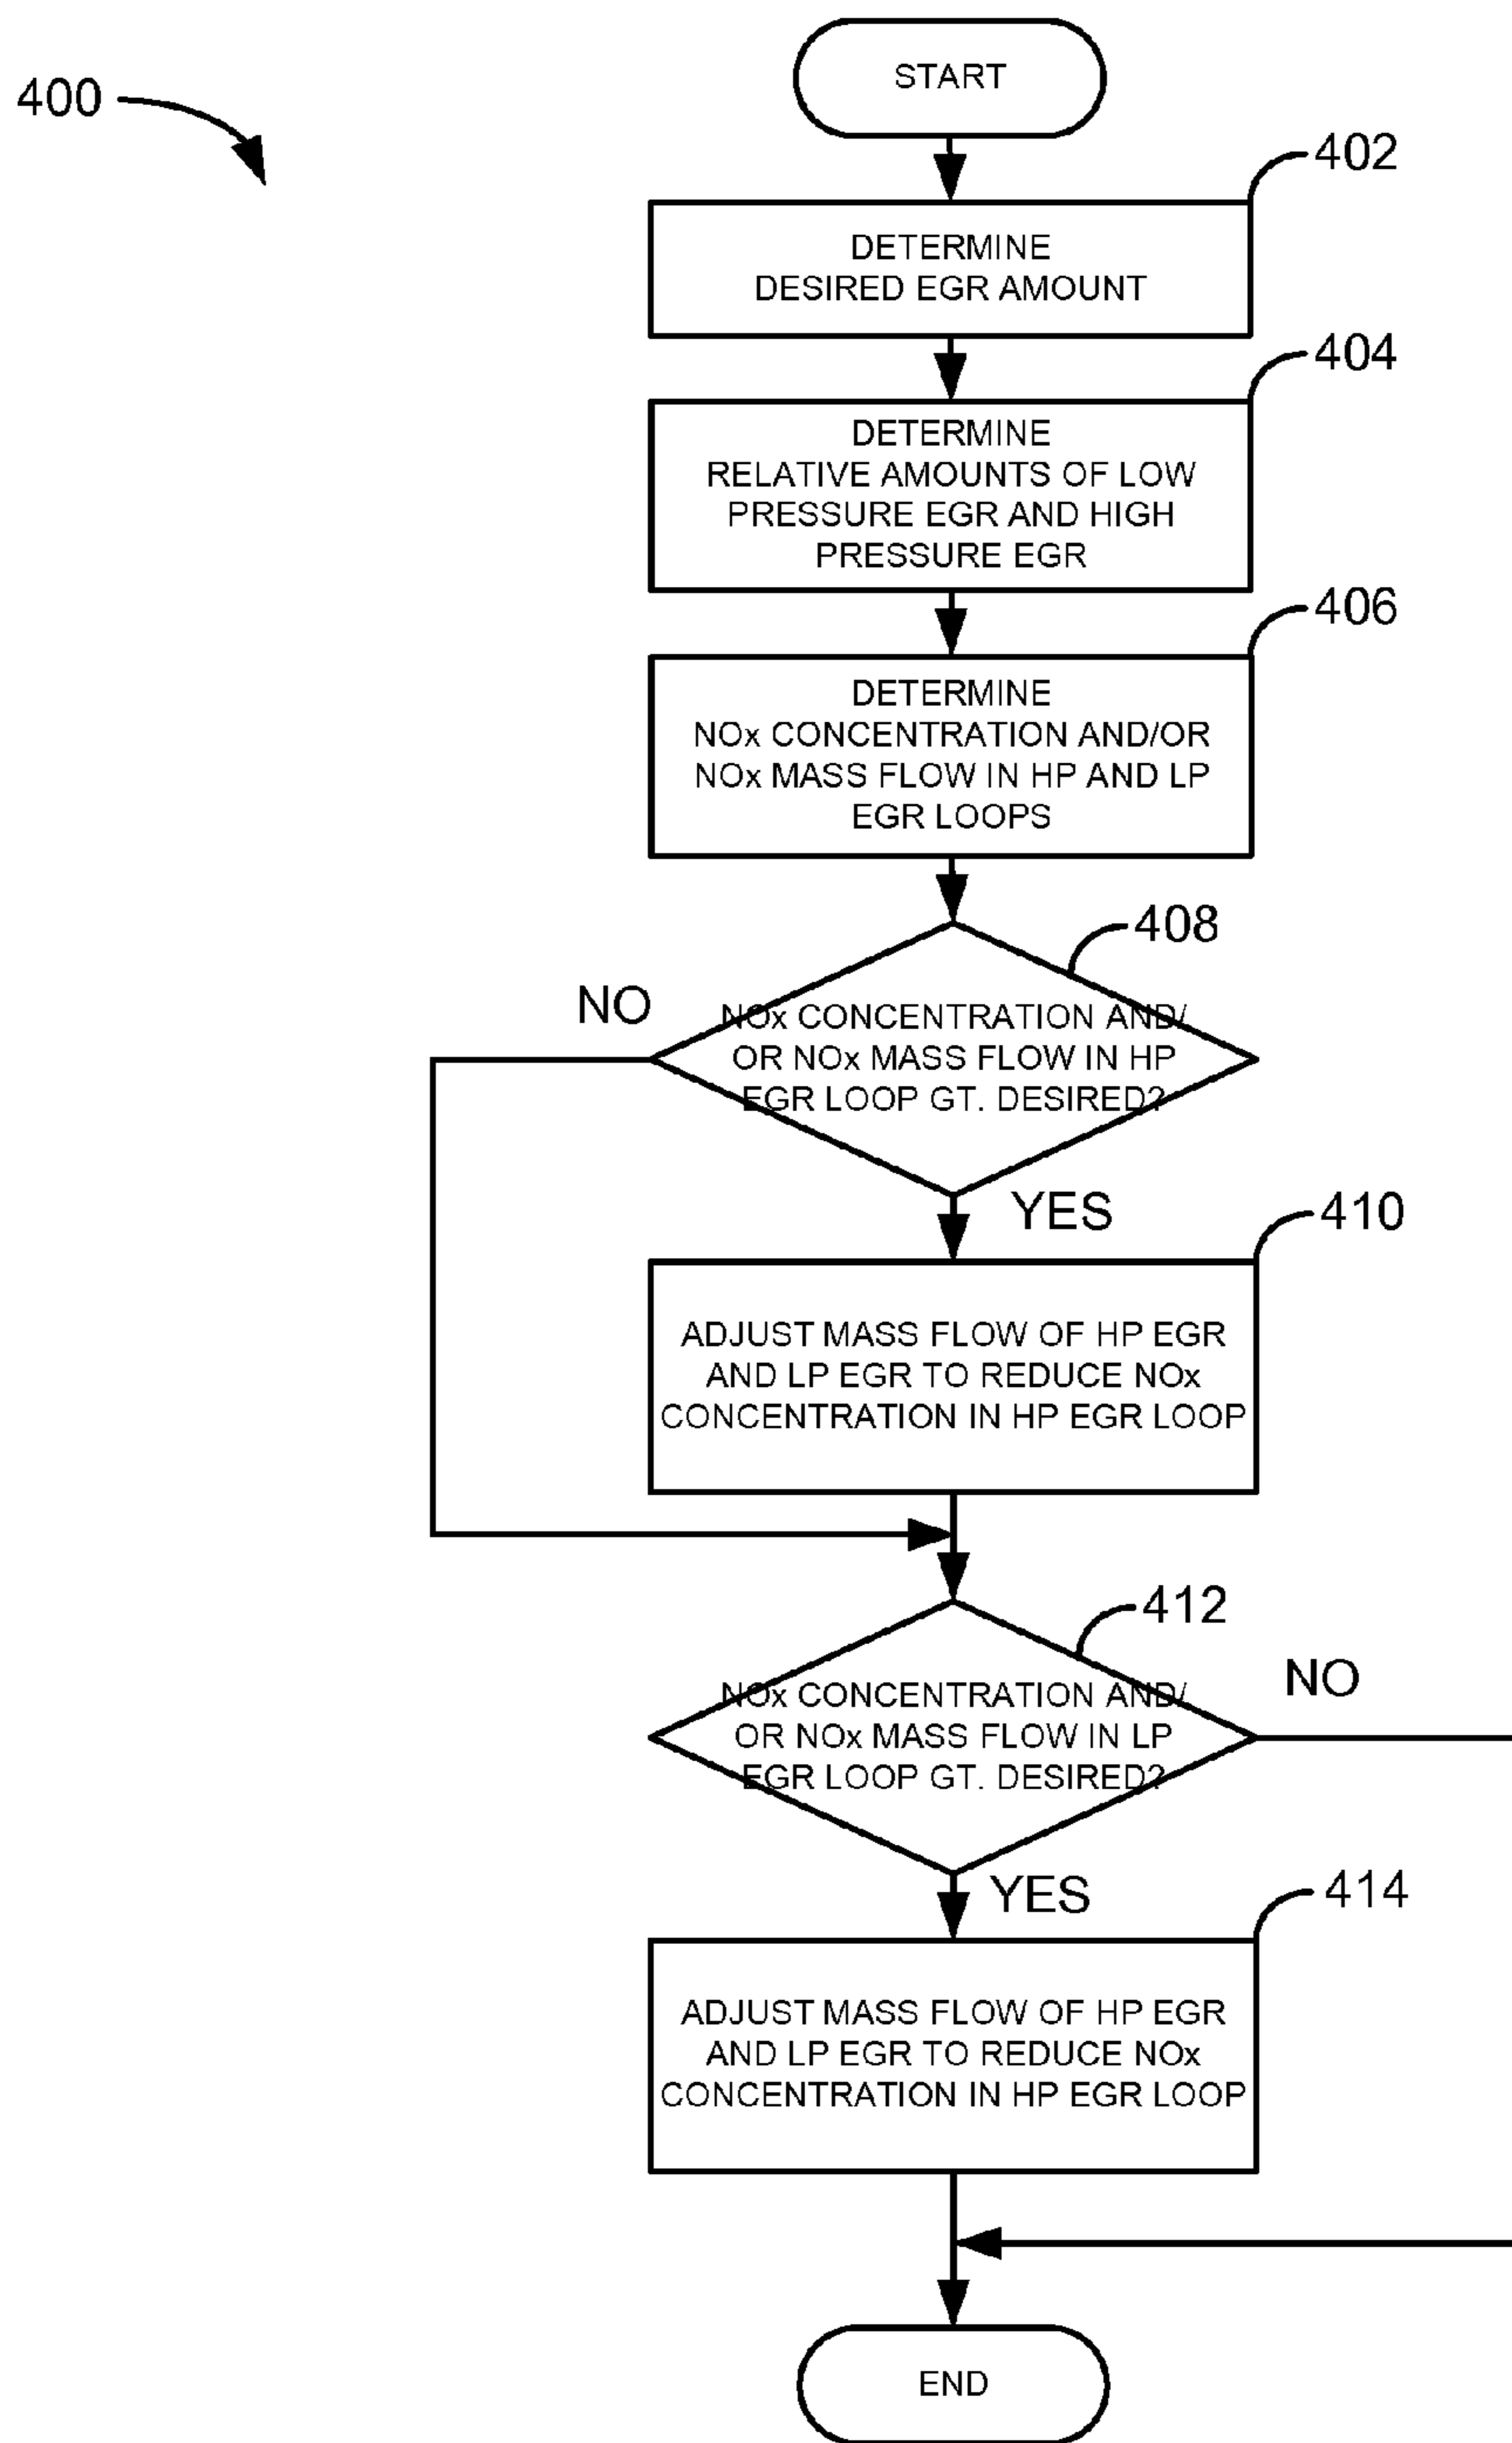 START
400
402
DETERMINE
DESIRED EGR AMOUNT
404
DETERMINE
RELATIVE AMOUNTS OF LOW
PRESSURE EGR AND HIGH
PRESSURE EGR
406
DETERMINE
NOx CONCENTRATION AND/OR
NOx MASS FLOW IN HP AND LP
EGR LOOPS
408
NO
NOx CONCENTRATION AND/
OR NOx MASS FLOW IN HP
EGR LOOP GT. DESIRED?
YES
410
ADJUST MASS FLOW OF HP EGR
AND LP EGR TO REDUCE NOx
CONCENTRATION IN HP EGR LOOP
412
NO
NOx CONCENTRATION AND/
OR NOx MASS FLOW IN LP
EGR LOOP GT. DESIRED?
YES
414
ADJUST MASS FLOW OF HP EGR
AND LP EGR TO REDUCE NOx
CONCENTRATION IN HP EGR LOOP
END